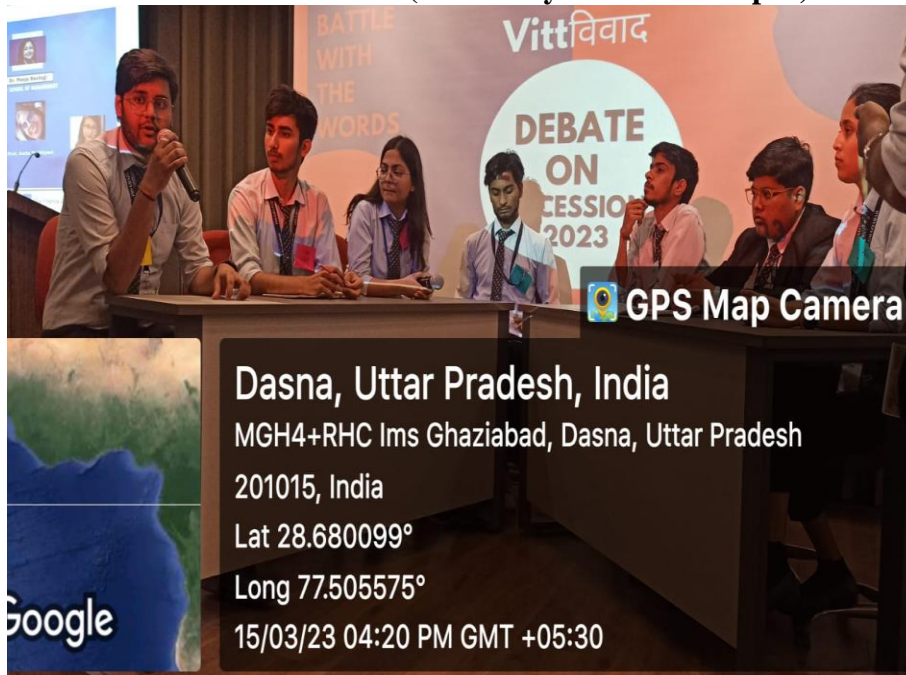 BATTLE
WITH
THE
WORDS
Vittविवाद
DEBATE
ON
CESSION
2023
GPS Map Camera
Dasna, Uttar Pradesh, India
MGH4+RHC Ims Ghaziabad, Dasna, Uttar Pradesh
201015, India
Lat 28.680099°
Long 77.505575°
15/03/23 04:20 PM GMT +05:30
Google